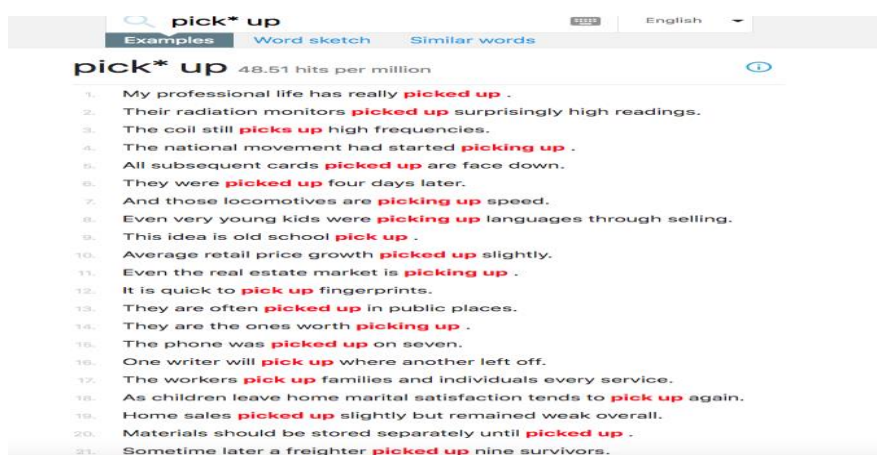 pick* up English
Examples Word sketch Similar words
pick* up 48.51 hits per million
1. My professional life has really picked up .
2. Their radiation monitors picked up surprisingly high readings.
3. The coil still picks up high frequencies.
4. The national movement had started picking up .
5. All subsequent cards picked up are face down.
6. They were picked up four days later.
7. And those locomotives are picking up speed.
8. Even very young kids were picking up languages through selling.
9. This idea is old school pick up .
10. Average retail price growth picked up slightly.
11. Even the real estate market is picking up .
12. It is quick to pick up fingerprints.
13. They are often picked up in public places.
14. They are the ones worth picking up .
15. The phone was picked up on seven.
16. One writer will pick up where another left off.
17. The workers pick up families and individuals every service.
18. As children leave home marital satisfaction tends to pick up again.
19. Home sales picked up slightly but remained weak overall.
20. Materials should be stored separately until picked up .
21. Sometime later a freighter picked up nine survivors.